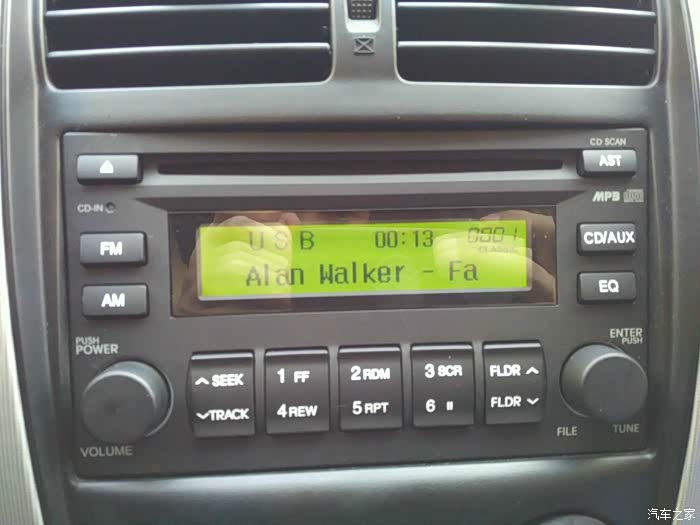 CD SCAN
AST
MP3
CD-IN
FM
AM
U S B 00:13 0001
CLASSIC
Alan Walker - Fa
CD/AUX
EQ
PUSH
POWER
VOLUME
SEEK
TRACK
1 FF
4 REW
2 RDM
5 RPT
3 SCR
6 II
FLDR
FLDR
ENTER
PUSH
FILE
TUNE
汽车之家